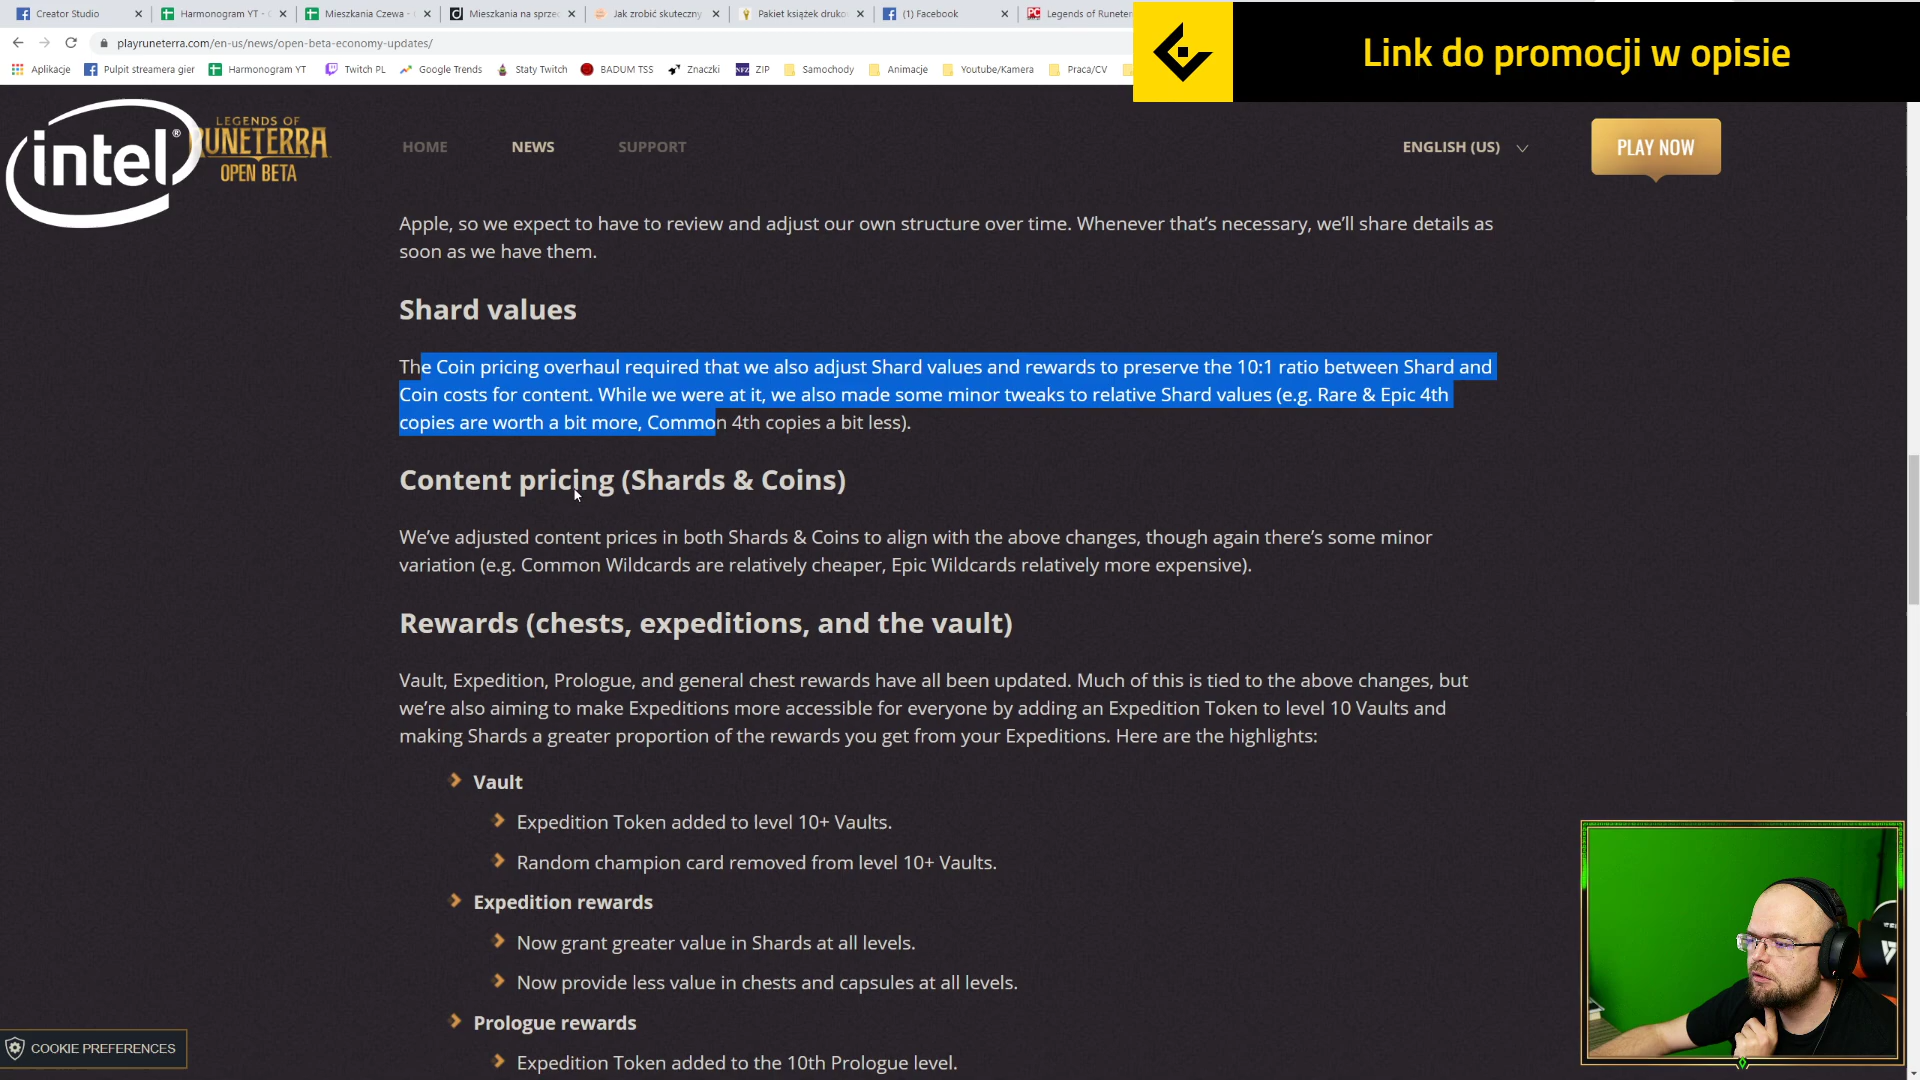 Creator Studio
Harmonogram YT -
Mieszkania Czewa -
Mieszkania na sprze
Jak zrobić skuteczny
Pakiet książek druko
(1) Facebook
Legends of Runeter
playruneterra.com/en-us/news/open-beta-economy-updates/
Aplikacje
Pulpit streamera gier
Harmonogram YT
Twitch PL
Google Trends
Staty Twitch
BADUM TSS
Znaczki
ZIP
Samochody
Animacje
Youtube/Kamera
Praca/CV
Link do promocji w opisie
intel®
LEGENDS OF
RUNETERRA
OPEN BETA
HOME
NEWS
SUPPORT
ENGLISH (US)
PLAY NOW
Apple, so we expect to have to review and adjust our own structure over time. Whenever that’s necessary, we’ll share details as
soon as we have them.
Shard values
The Coin pricing overhaul required that we also adjust Shard values and rewards to preserve the 10:1 ratio between Shard and
Coin costs for content. While we were at it, we also made some minor tweaks to relative Shard values (e.g. Rare & Epic 4th
copies are worth a bit more, Common 4th copies a bit less).
Content pricing (Shards & Coins)
We’ve adjusted content prices in both Shards & Coins to align with the above changes, though again there’s some minor
variation (e.g. Common Wildcards are relatively cheaper, Epic Wildcards relatively more expensive).
Rewards (chests, expeditions, and the vault)
Vault, Expedition, Prologue, and general chest rewards have all been updated. Much of this is tied to the above changes, but
we’re also aiming to make Expeditions more accessible for everyone by adding an Expedition Token to level 10 Vaults and
making Shards a greater proportion of the rewards you get from your Expeditions. Here are the highlights:
Vault
Expedition Token added to level 10+ Vaults.
Random champion card removed from level 10+ Vaults.
Expedition rewards
Now grant greater value in Shards at all levels.
Now provide less value in chests and capsules at all levels.
Prologue rewards
Expedition Token added to the 10th Prologue level.
COOKIE PREFERENCES